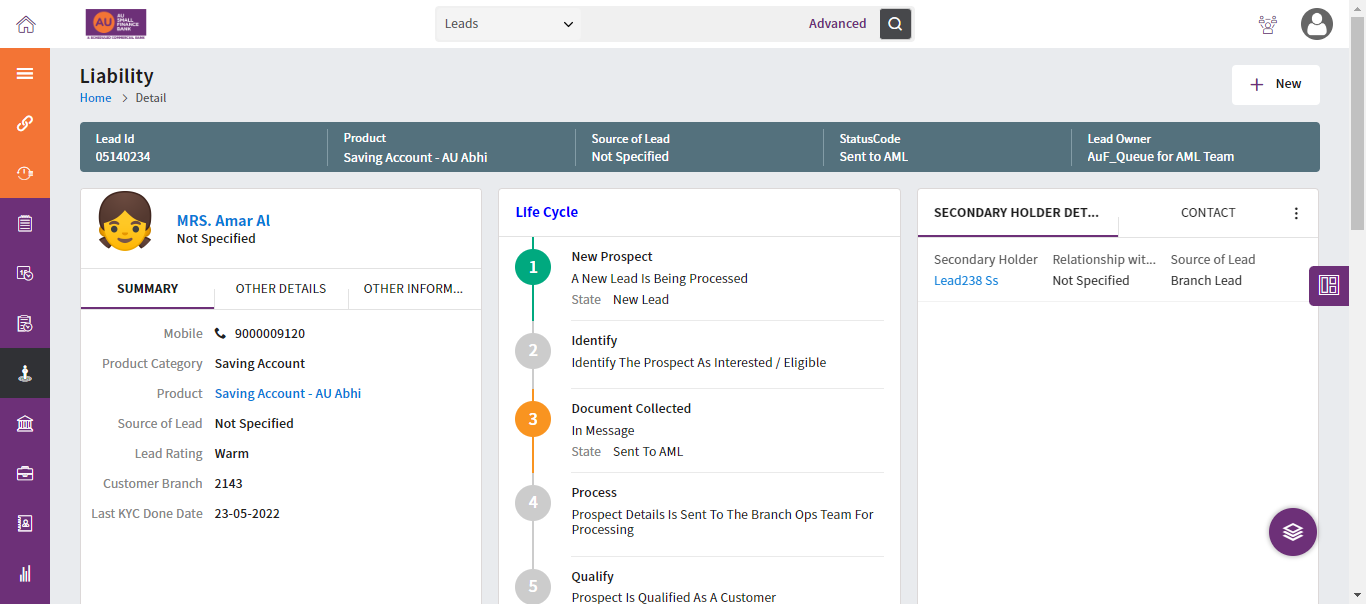 AU
AU
SMALL
FINANCE
BANK
A SCHEDULED COMMERCIAL BANK
Leads
Advanced
Liability
Home > Detail
New
Lead Id
05140234
Product
Saving Account - AU Abhi
Source of Lead
Not Specified
StatusCode
Sent to AML
Lead Owner
AuF_Queue for AML Team
MRS. Amar Al
Not Specified
SUMMARY
OTHER DETAILS
OTHER INFORM...
Mobile 9000009120
Product Category Saving Account
Product Saving Account - AU Abhi
Source of Lead Not Specified
Lead Rating Warm
Customer Branch 2143
Last KYC Done Date 23-05-2022
LIfe Cycle
1
New Prospect
A New Lead Is Being Processed
State New Lead
2
Identify
Identify The Prospect As Interested / Eligible
3
Document Collected
In Message
State Sent To AML
4
Process
Prospect Details Is Sent To The Branch Ops Team For
Processing
5
Qualify
Prospect Is Qualified As A Customer
SECONDARY HOLDER DET...
CONTACT
Secondary Holder Relationship wit... Source of Lead
Lead238 Ss Not Specified Branch Lead